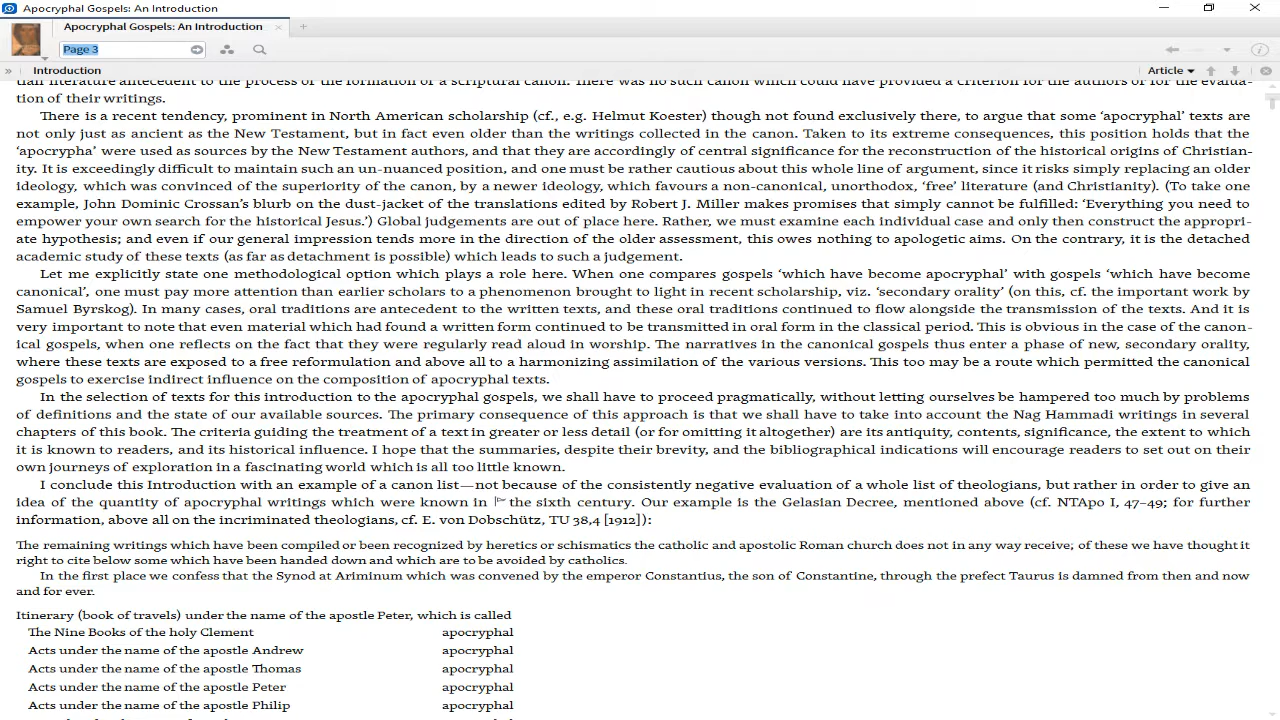 Apocryphal Gospels: An Introduction
Apocryphal Gospels: An Introduction
Page 3
Introduction
Article
tian literature antecedent to the process of the formation of a scriptural canon. There was no such canon which could have provided a criterion for the authors or for the evalua-
tion of their writings.
There is a recent tendency, prominent in North American scholarship (cf., e.g. Helmut Koester) though not found exclusively there, to argue that some ‘apocryphal’ texts are
not only just as ancient as the New Testament, but in fact even older than the writings collected in the canon. Taken to its extreme consequences, this position holds that the
‘apocrypha’ were used as sources by the New Testament authors, and that they are accordingly of central significance for the reconstruction of the historical origins of Christian-
ity. It is exceedingly difficult to maintain such an un-nuanced position, and one must be rather cautious about this whole line of argument, since it risks simply replacing an older
ideology, which was convinced of the superiority of the canon, by a newer ideology, which favours a non-canonical, unorthodox, ‘free’ literature (and Christianity). (To take one
example, John Dominic Crossan’s blurb on the dust-jacket of the translations edited by Robert J. Miller makes promises that simply cannot be fulfilled: ‘Everything you need to
empower your own search for the historical Jesus.’) Global judgements are out of place here. Rather, we must examine each individual case and only then construct the appropri-
ate hypothesis; and even if our general impression tends more in the direction of the older assessment, this owes nothing to apologetic aims. On the contrary, it is the detached
academic study of these texts (as far as detachment is possible) which leads to such a judgement.
Let me explicitly state one methodological option which plays a role here. When one compares gospels ‘which have become apocryphal’ with gospels ‘which have become
canonical’, one must pay more attention than earlier scholars to a phenomenon brought to light in recent scholarship, viz. ‘secondary orality’ (on this, cf. the important work by
Samuel Byrskog). In many cases, oral traditions are antecedent to the written texts, and these oral traditions continued to flow alongside the transmission of the texts. And it is
very important to note that even material which had found a written form continued to be transmitted in oral form in the classical period. This is obvious in the case of the canon-
ical gospels, when one reflects on the fact that they were regularly read aloud in worship. The narratives in the canonical gospels thus enter a phase of new, secondary orality,
where these texts are exposed to a free reformulation and above all to a harmonizing assimilation of the various versions. This too may be a route which permitted the canonical
gospels to exercise indirect influence on the composition of apocryphal texts.
In the selection of texts for this introduction to the apocryphal gospels, we shall have to proceed pragmatically, without letting ourselves be hampered too much by problems
of definitions and the state of our available sources. The primary consequence of this approach is that we shall have to take into account the Nag Hammadi writings in several
chapters of this book. The criteria guiding the treatment of a text in greater or less detail (or for omitting it altogether) are its antiquity, contents, significance, the extent to which
it is known to readers, and its historical influence. I hope that the summaries, despite their brevity, and the bibliographical indications will encourage readers to set out on their
own journeys of exploration in a fascinating world which is all too little known.
I conclude this Introduction with an example of a canon list—not because of the consistently negative evaluation of a whole list of theologians, but rather in order to give an
idea of the quantity of apocryphal writings which were known in the sixth century. Our example is the Gelasian Decree, mentioned above (cf. NTApo I, 47–49; for further
information, above all on the incriminated theologians, cf. E. von Dobschütz, TU 38,4 [1912]):
The remaining writings which have been compiled or been recognized by heretics or schismatics the catholic and apostolic Roman church does not in any way receive; of these we have thought it
right to cite below some which have been handed down and which are to be avoided by catholics.
In the first place we confess that the Synod at Ariminum which was convened by the emperor Constantius, the son of Constantine, through the prefect Taurus is damned from then and now
and for ever.
Itinerary (book of travels) under the name of the apostle Peter, which is called
The Nine Books of the holy Clement apocryphal
Acts under the name of the apostle Andrew apocryphal
Acts under the name of the apostle Thomas apocryphal
Acts under the name of the apostle Peter apocryphal
Acts under the name of the apostle Philip apocryphal